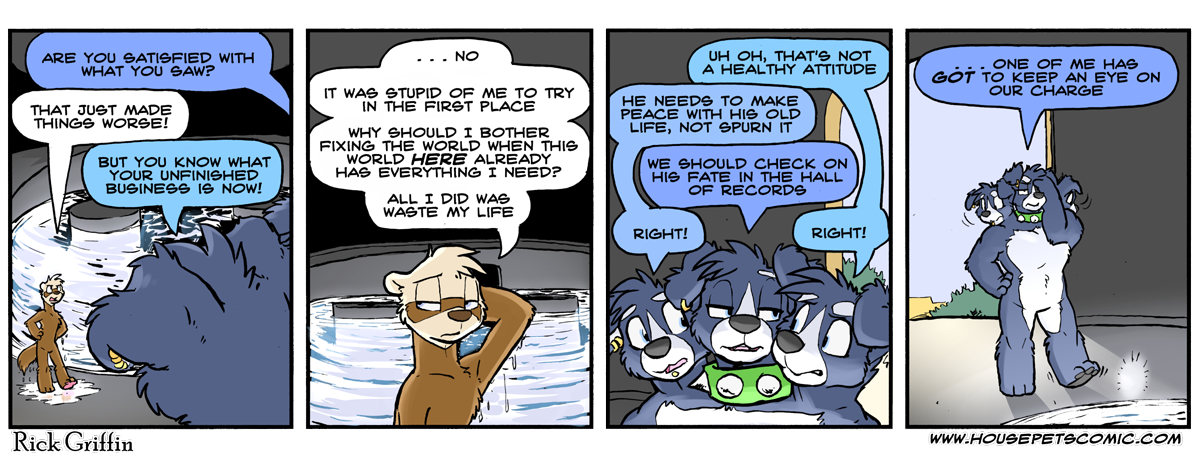 ARE YOU SATISFIED WITH
WHAT YOU SAW?
THAT JUST MADE
THINGS WORSE!
BUT YOU KNOW WHAT
YOUR UNFINISHED
BUSINESS IS NOW!
. . . NO
IT WAS STUPID OF ME TO TRY
IN THE FIRST PLACE
WHY SHOULD I BOTHER
FIXING THE WORLD WHEN THIS
WORLD HERE ALREADY
HAS EVERYTHING I NEED?
ALL I DID WAS
WASTE MY LIFE
UH OH, THAT'S NOT
A HEALTHY ATTITUDE
HE NEEDS TO MAKE
PEACE WITH HIS OLD
LIFE, NOT SPURN IT
WE SHOULD CHECK ON
HIS FATE IN THE HALL
OF RECORDS
RIGHT!
RIGHT!
. . . ONE OF ME HAS
GOT TO KEEP AN EYE ON
OUR CHARGE
Rick Griffin
WWW.HOUSEPETSCOMIC.COM